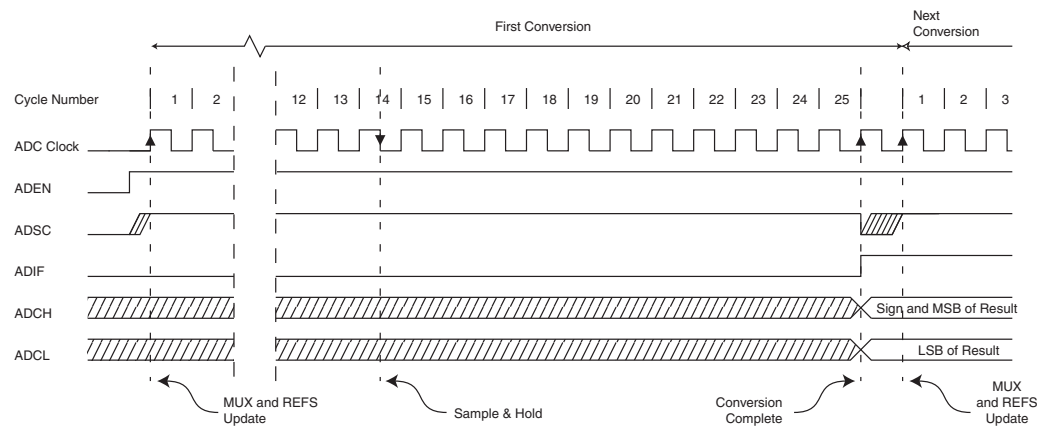 First Conversion
Next
Conversion
Cycle Number 1 2 12 13 14 15 16 17 18 19 20 21 22 23 24 25 1 2 3
ADC Clock
ADEN
ADSC
ADIF
ADCH Sign and MSB of Result
ADCL LSB of Result
MUX and REFS
Update
Sample & Hold
Conversion
Complete
MUX
and REFS
Update